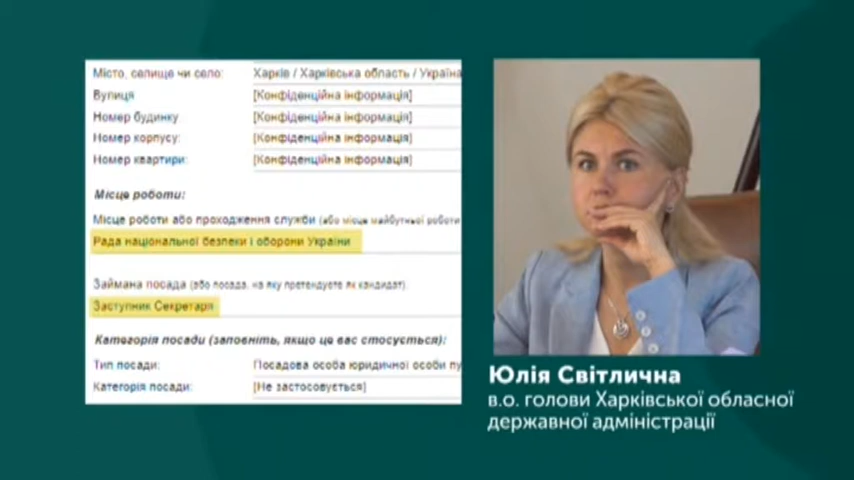 Місто, селище чи село: Харків / Харківська область / Україна
Вулиця [Конфіденційна інформація]
Номер будинку [Конфіденційна інформація]
Номер корпусу: [Конфіденційна інформація]
Номер квартири: [Конфіденційна інформація]
Місце роботи:
Місце роботи або проходження служби (або місце майбутньої роботи
Рада національної безпеки і оборони України
Займана посада (або посада, на яку претендуєте як кандидат):
Заступник Секретаря
Категорія посади (заповніть, якщо це вас стосується):
Тип посади: Посадова особа юридичної особи пу
Категорія посади: [Не застосовується]
Юлія Світлична
в.о. голови Харківської обласної
державної адміністрації